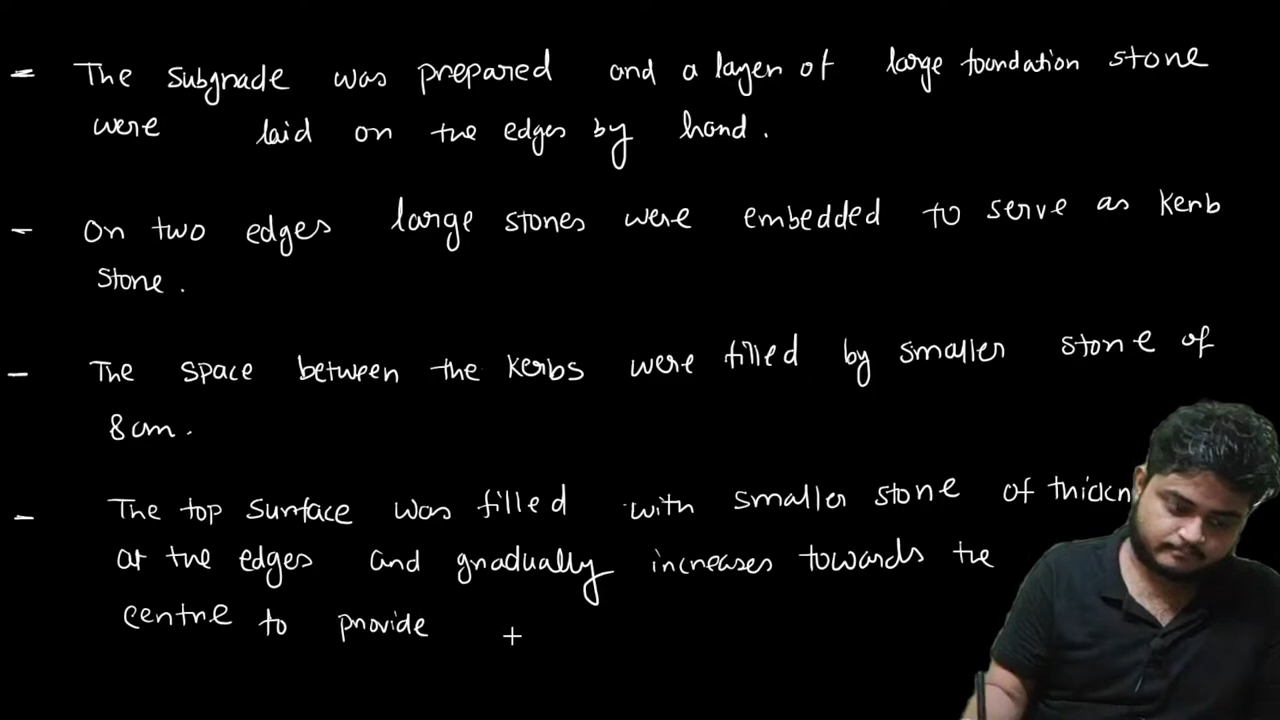 - The subgrade was prepared and a layer of large foundation stone
were laid on the edges by hand.
- On two edges large stones were embedded to serve as kerb
stone.
- The space between the kerbs were filled by smaller stone of
8cm.
- The top surface was filled with smaller stone of thickn
at the edges and gradually increases towards the
centre to provide